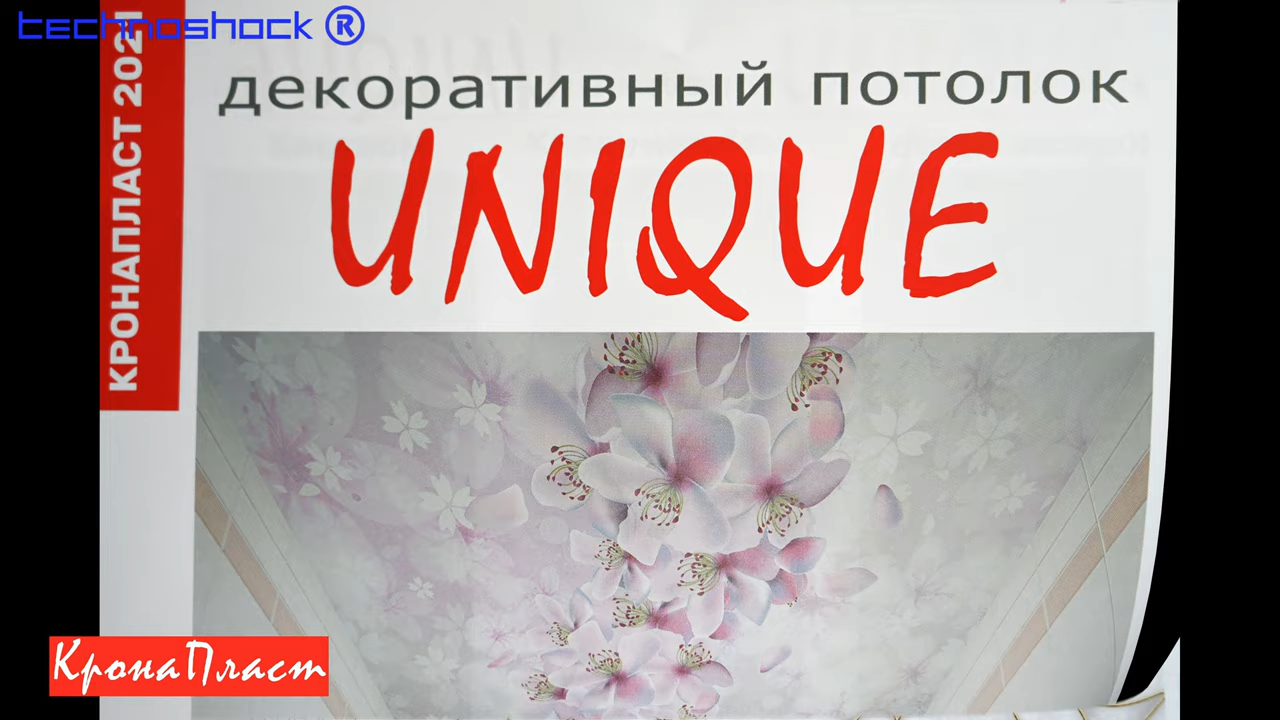 technoshock ®
КРОНАПЛАСТ 2021
декоративный потолок
UNIQUE
КронаПласт